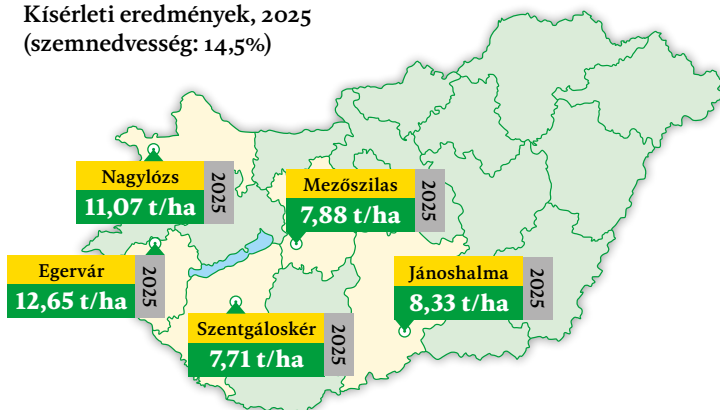 Kísérleti eredmények, 2025
(szemnedvesség: 14,5%)
Nagylózs
11,07 t/ha
2025
Mezőszilas
7,88 t/ha
2025
Egervár
12,65 t/ha
2025
Jánoshalma
8,33 t/ha
2025
Szentgáloskér
7,71 t/ha
2025